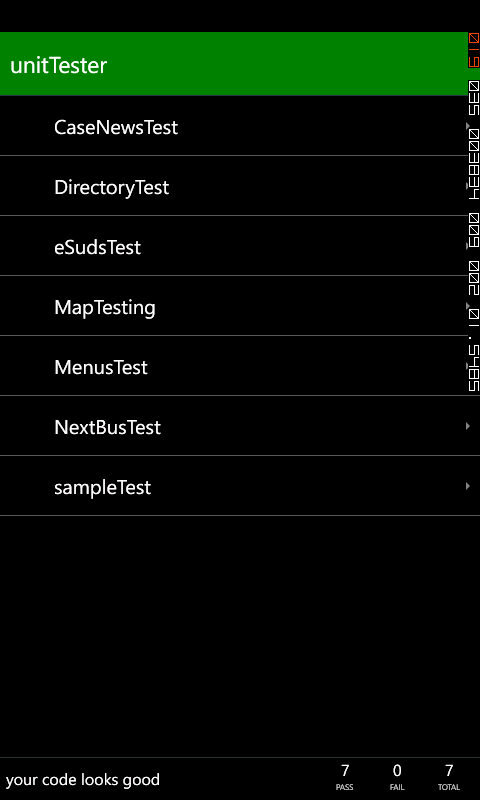 unitTester
CaseNewsTest
DirectoryTest
eSudsTest
MapTesting
MenusTest
NextBusTest
sampleTest
your code looks good
7
PASS
0
FAIL
7
TOTAL